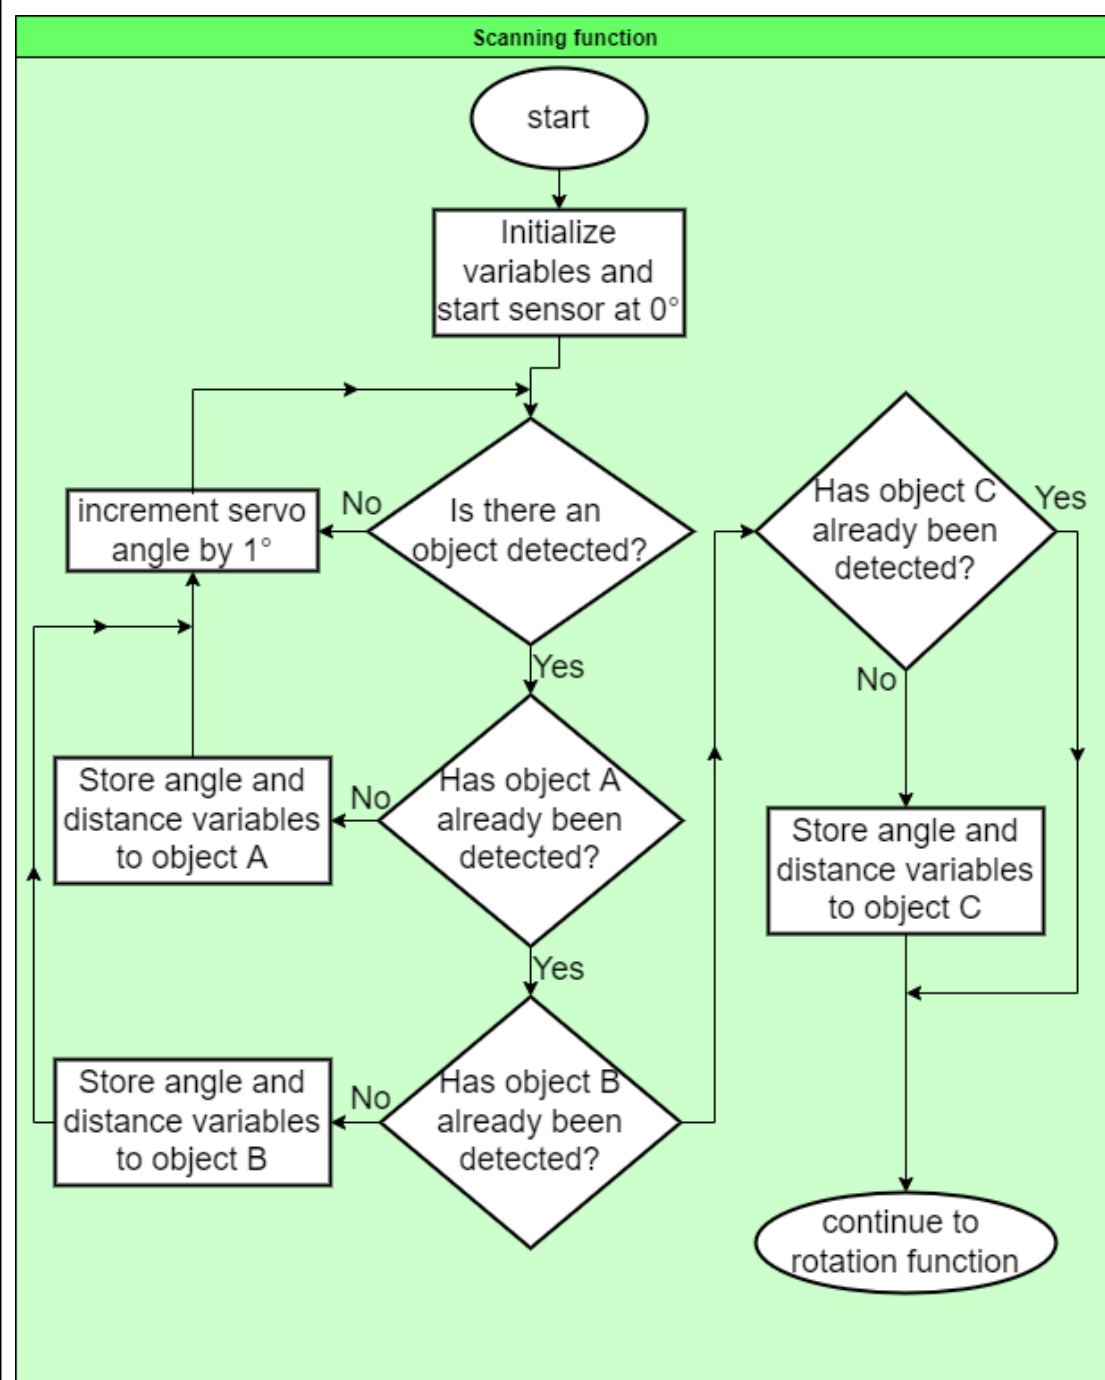 Scanning function
start
Initialize
variables and
start sensor at 0°
No
increment servo
angle by 1°
Is there an
object detected?
Yes
Has object A
already been
detected?
No
Store angle and
distance variables
to object A
Yes
Has object B
already been
detected?
No
Store angle and
distance variables
to object B
Has object C
already been
detected?
Yes
No
Store angle and
distance variables
to object C
continue to
rotation function